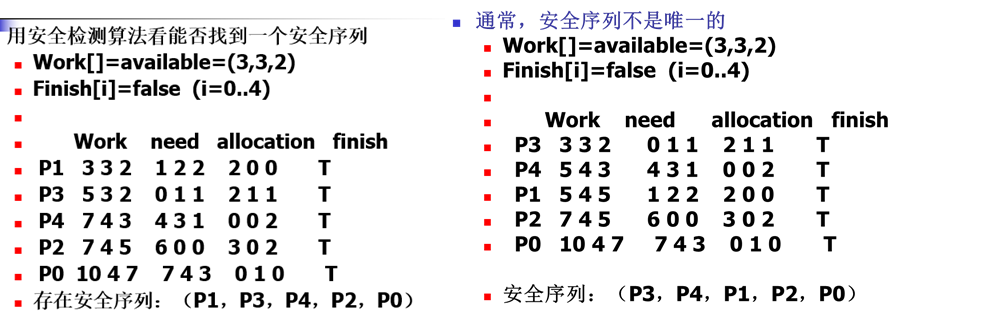 用安全检测算法看能否找到一个安全序列
Work[]=available=(3,3,2)
Finish[i]=false (i=0..4)
Work need allocation finish
P1 3 3 2 1 2 2 2 0 0 T
P3 5 3 2 0 1 1 2 1 1 T
P4 7 4 3 4 3 1 0 0 2 T
P2 7 4 5 6 0 0 3 0 2 T
P0 10 4 7 7 4 3 0 1 0 T
存在安全序列：（P1，P3，P4，P2，P0）
通常，安全序列不是唯一的
Work[]=available=(3,3,2)
Finish[i]=false (i=0..4)
Work need allocation finish
P3 3 3 2 0 1 1 2 1 1 T
P4 5 4 3 4 3 1 0 0 2 T
P1 5 4 5 1 2 2 2 0 0 T
P2 7 4 5 6 0 0 3 0 2 T
P0 10 4 7 7 4 3 0 1 0 T
安全序列：（P3，P4，P1，P2，P0）